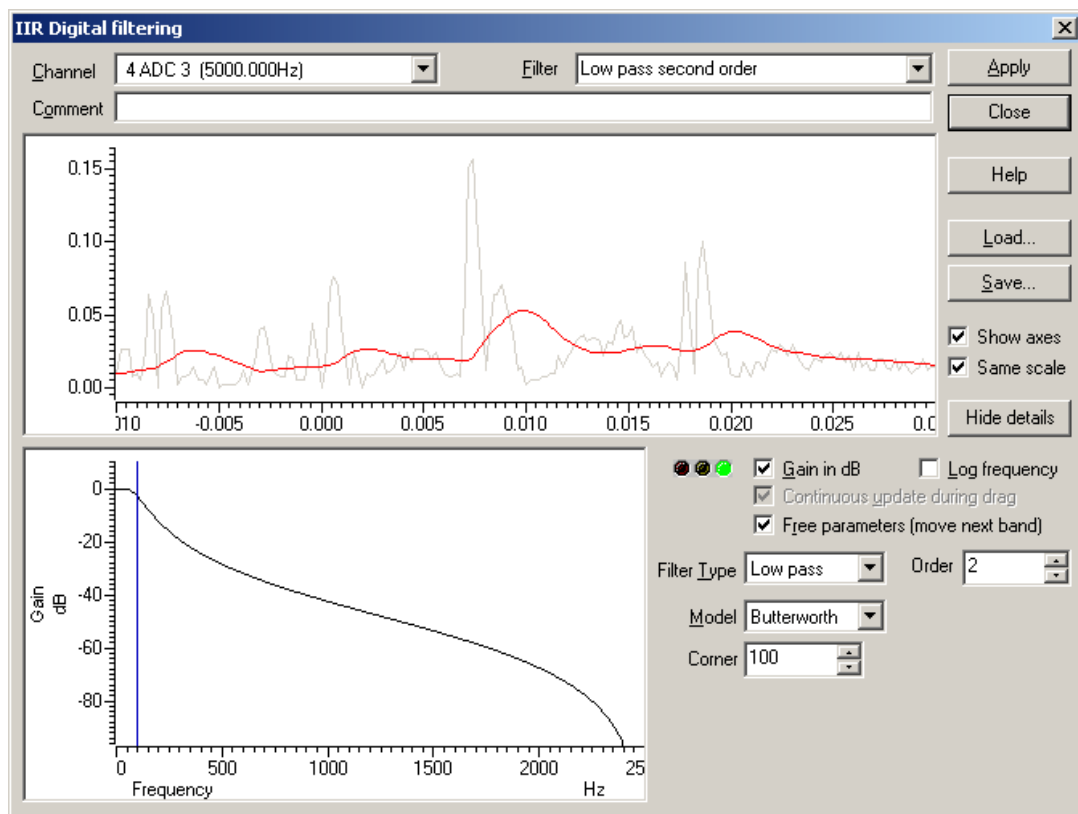 IIR Digital filtering
Channel 4 ADC 3 (5000.000Hz) Filter Low pass second order Apply
Comment Close
Help
Load...
Save...
Show axes
Same scale
Hide details
0.15
0.10
0.05
0.00
010 -0.005 0.000 0.005 0.010 0.015 0.020 0.025 0.0
Gain in dB Log frequency
Continuous update during drag
Free parameters (move next band)
Filter Type Low pass Order 2
Model Butterworth
Corner 100
0
-20
-40
-60
-80
Gain
dB
0 500 1000 1500 2000 25
Frequency Hz